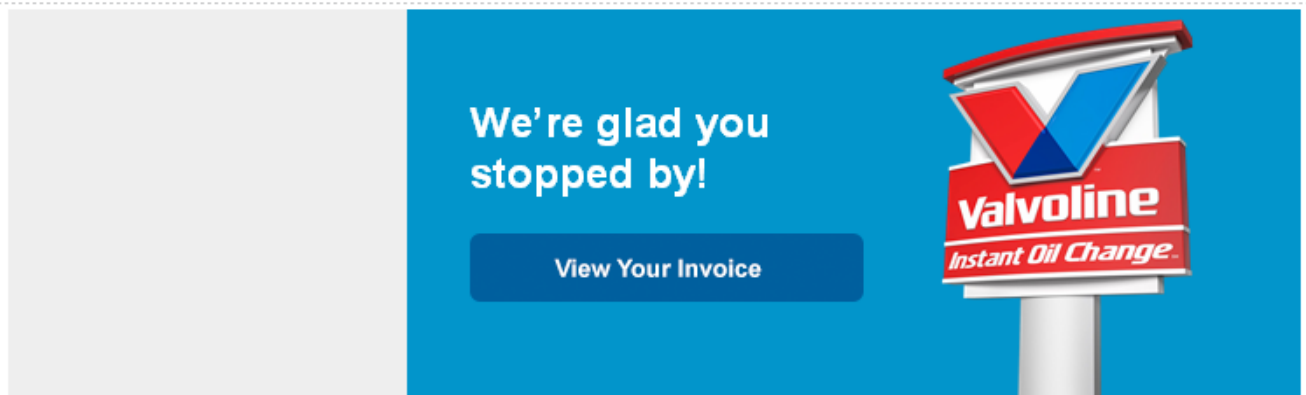 We're glad you
stopped by!
View Your Invoice
Valvoline
Instant Oil Change